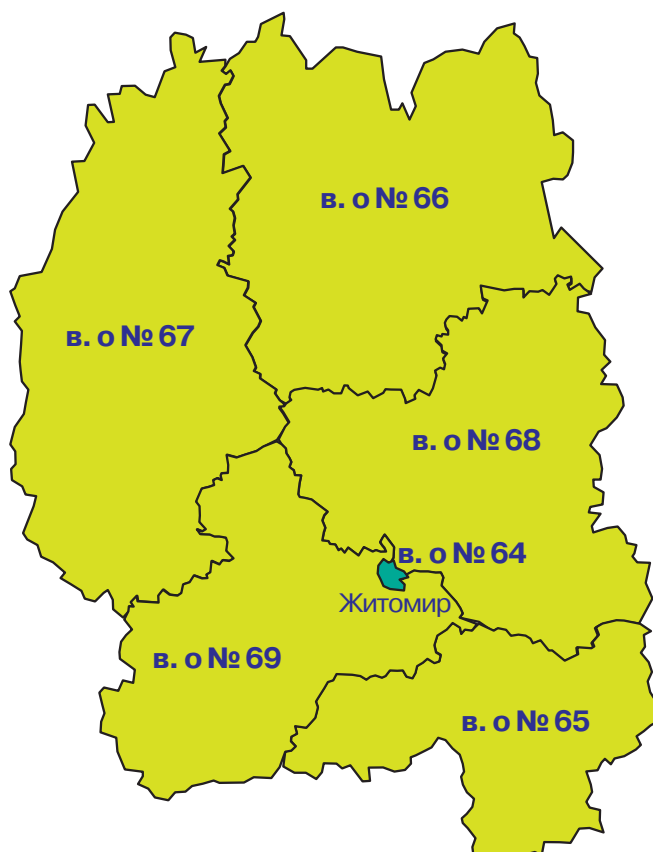 в. о № 66
в. о № 67
в. о № 68
в. о № 64
Житомир
в. о № 69
в. о № 65